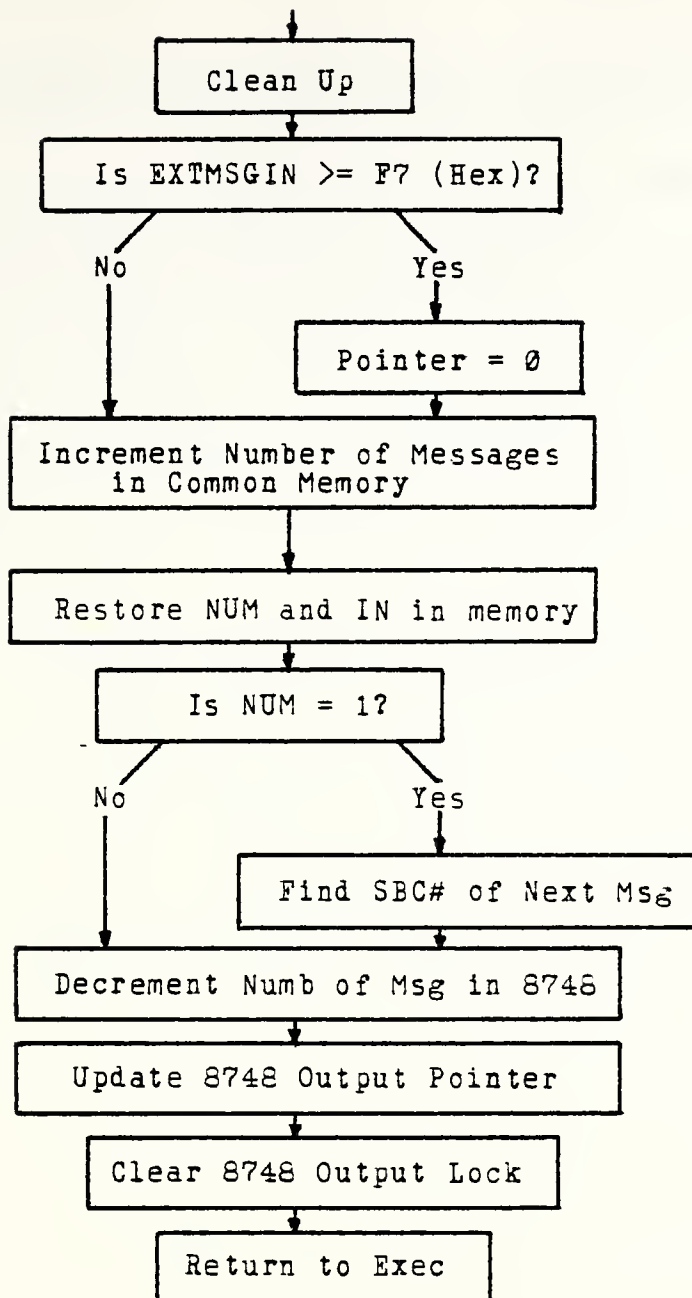 Clean Up
Is EXTMSGIN >= F7 (Hex)?
No
Yes
Pointer = Ø
Increment Number of Messages
in Common Memory
Restore NUM and IN in memory
Is NUM = 1?
No
Yes
Find SBC# of Next Msg
Decrement Numb of Msg in 8748
Update 8748 Output Pointer
Clear 8748 Output Lock
Return to Exec